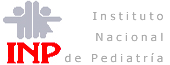 INP
Instituto
Nacional
de Pediatría